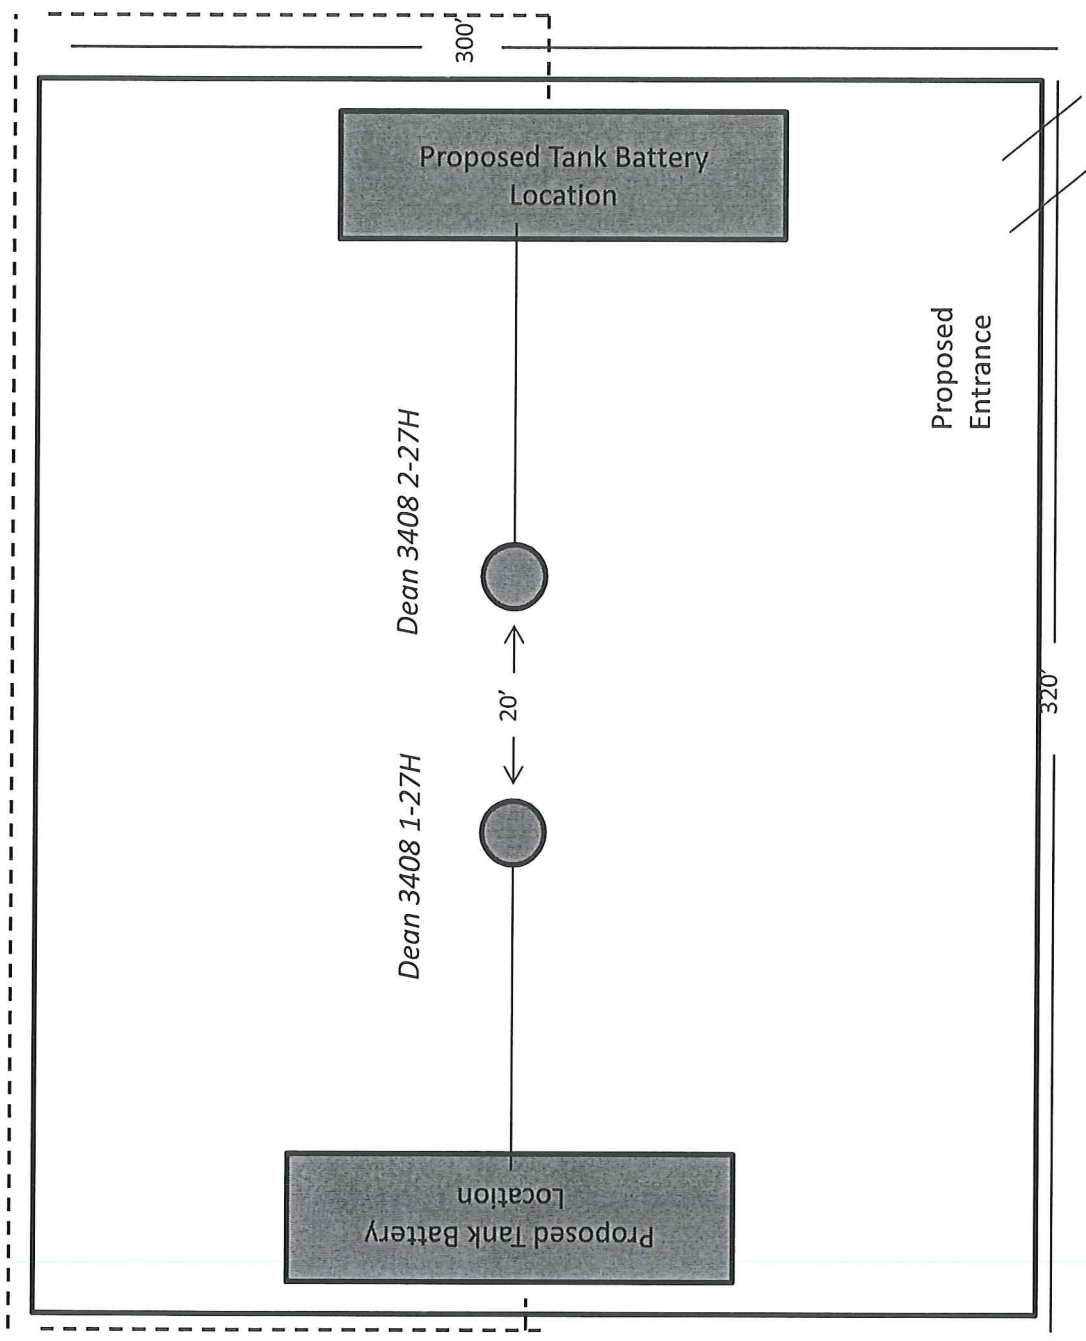 300'
Proposed Tank Battery
Location
Dean 3408 2-27H
Proposed
Entrance
20'
320'
Dean 3408 1-27H
Proposed Tank Battery
Location